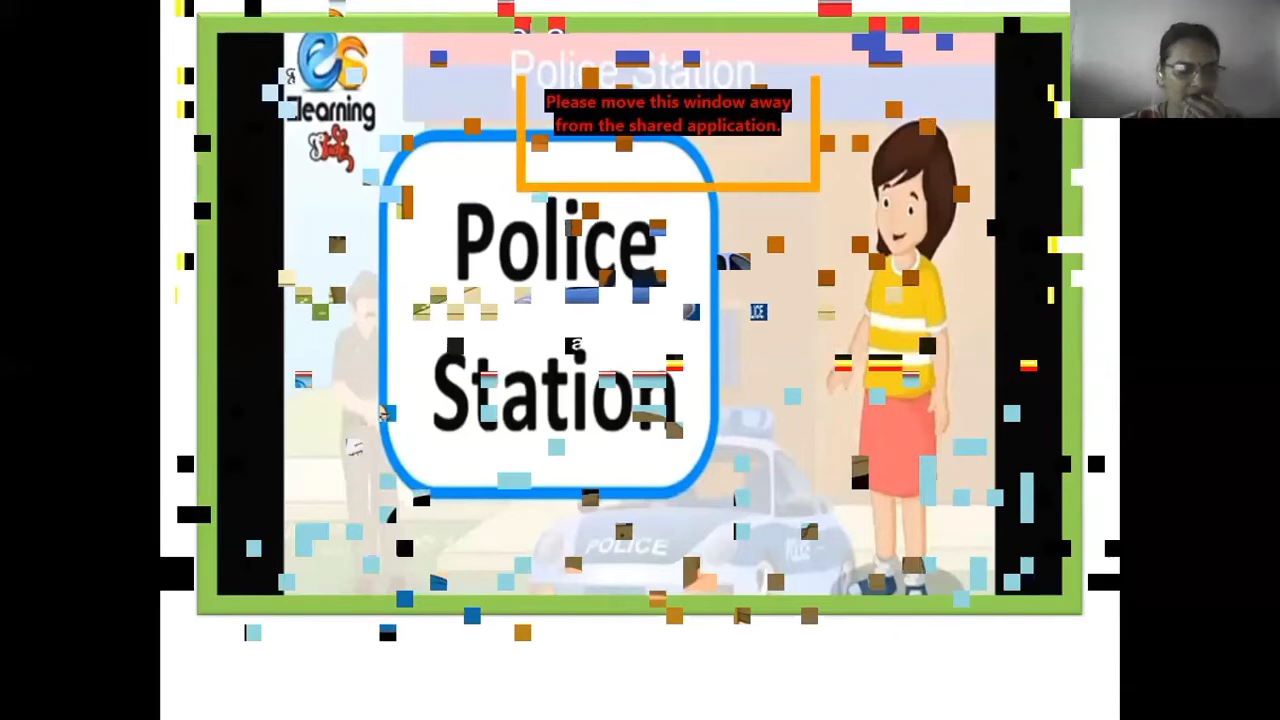 Police Station
Please move this window away
from the shared application.
Elearning
Police
Station
POLICE